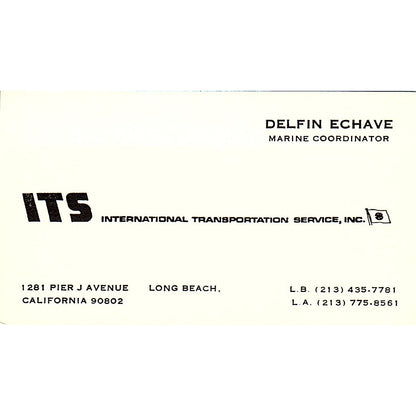 DELFIN ECHAVE
MARINE COORDINATOR
ITS INTERNATIONAL TRANSPORTATION SERVICE, INC.
1281 PIER J AVENUE LONG BEACH, L.B. (213) 435-7781
CALIFORNIA 90802 L.A. (213) 775-8561